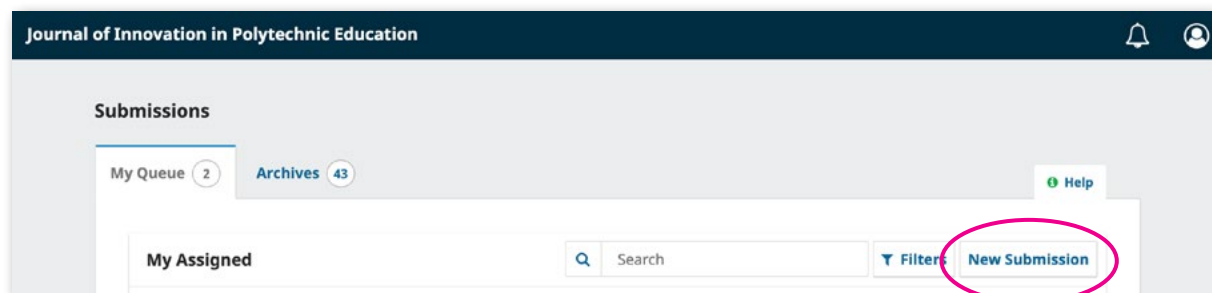 Journal of Innovation in Polytechnic Education
Submissions
My Queue 2 Archives 43
Help
My Assigned Search Filters New Submission